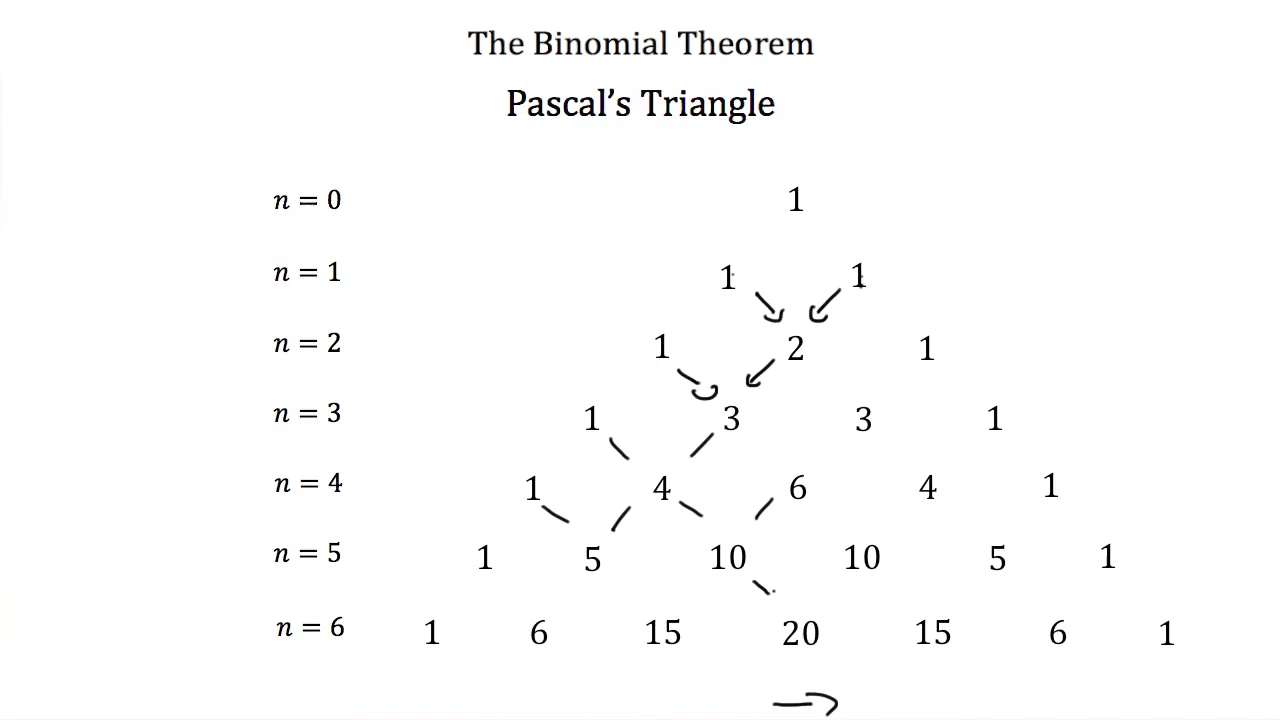 The Binomial Theorem
Pascal's Triangle
n = 0 1
n = 1 1 1
n = 2 1 2 1
n = 3 1 3 3 1
n = 4 1 4 6 4 1
n = 5 1 5 10 10 5 1
n = 6 1 6 15 20 15 6 1